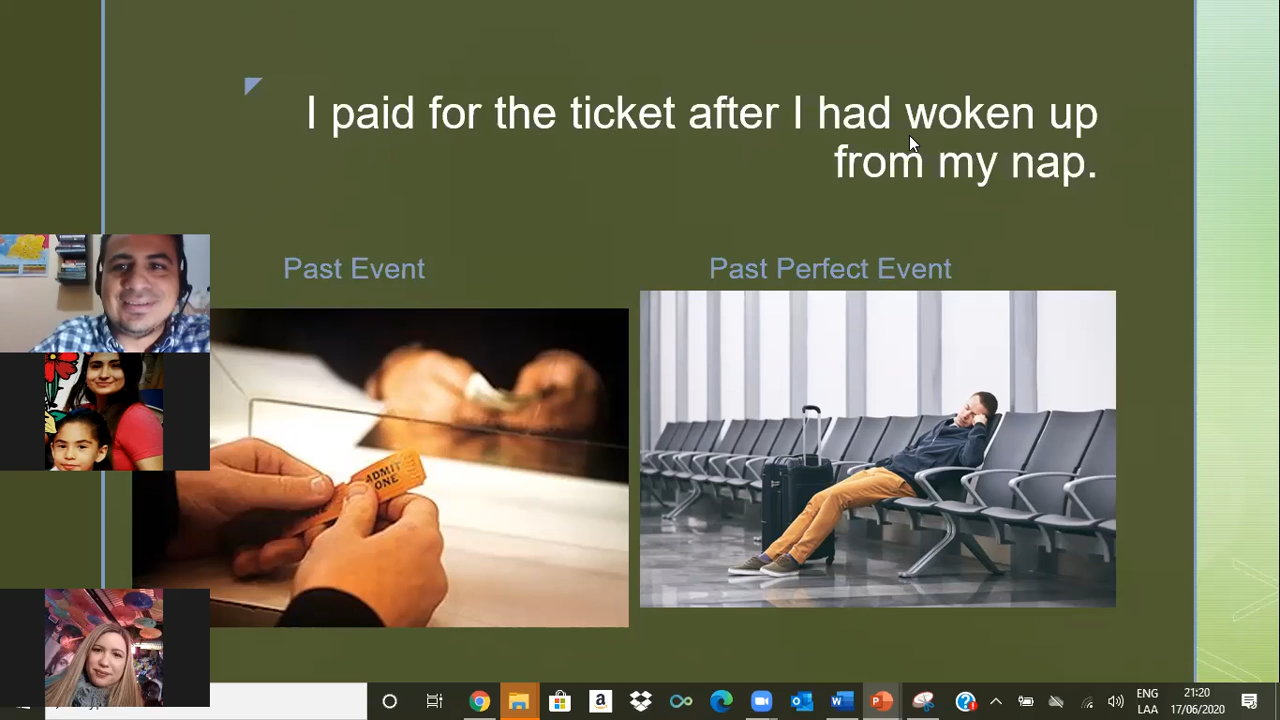 I paid for the ticket after I had woken up
from my nap.
Past Event
Past Perfect Event
ADMIT
ONE
ENG
21:20
LAA
17/06/2020